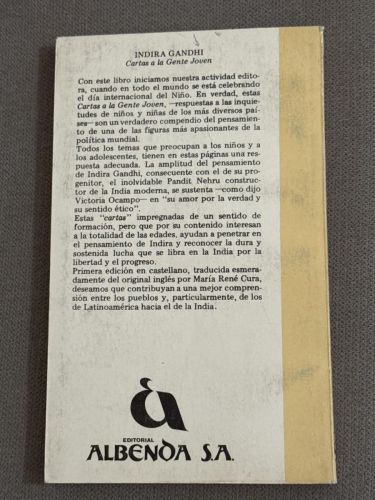 INDIRA GANDHI
Cartas a la Gente Joven
Con este libro iniciamos nuestra actividad edito-
ra, cuando en todo el mundo se está celebrando
el día internacional del Niño. En verdad, estas
Cartas a la Gente Joven, —respuestas a las inquie-
tudes de niños y niñas de los más diversos paí-
ses— son un verdadero compendio del pensamien-
to de una de las figuras más apasionantes de la
política mundial.
Todos los temas que preocupan a los niños y a
los adolescentes, tienen en estas páginas una res-
puesta adecuada. La amplitud del pensamiento
de Indira Gandhi, consecuente con el de su pro-
genitor, el inolvidable Pandit Nehru construc-
tor de la India moderna, se sustenta —como dijo
Victoria Ocampo— en "su amor por la verdad y
su sentido ético".
Estas "cartas" impregnadas de un sentido de
formación, pero que por su contenido interesan
a la totalidad de las edades, ayudan a penetrar en
el pensamiento de Indira y reconocer la dura y
sostenida lucha que se libra en la India por la
libertad y el progreso.
Primera edición en castellano, traducida esmera-
damente del original inglés por María René Cura,
deseamos que contribuyan a una mejor compren-
sión entre los pueblos y, particularmente, de los
de Latinoamérica hacia el de la India.
EDITORIAL
ALBENDA S.A.